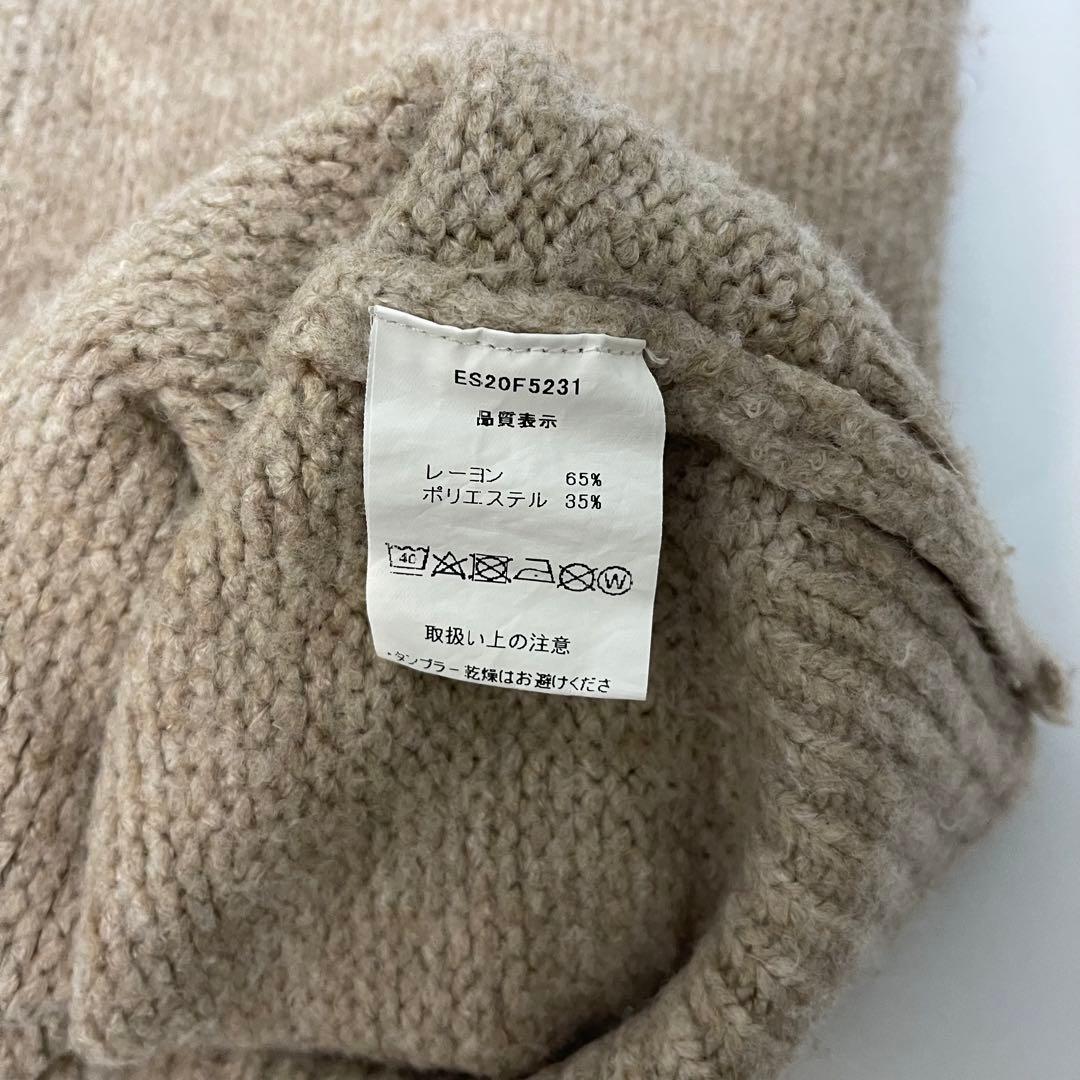 ES20F5231
品質表示
レーヨン 65%
ポリエステル 35%
40 W
取扱い上の注意
・タンブラー乾燥はお避けくださ